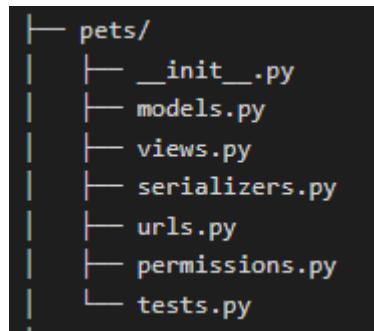 ├── pets/
│   ├── __init__.py
│   ├── models.py
│   ├── views.py
│   ├── serializers.py
│   ├── urls.py
│   ├── permissions.py
│   └── tests.py